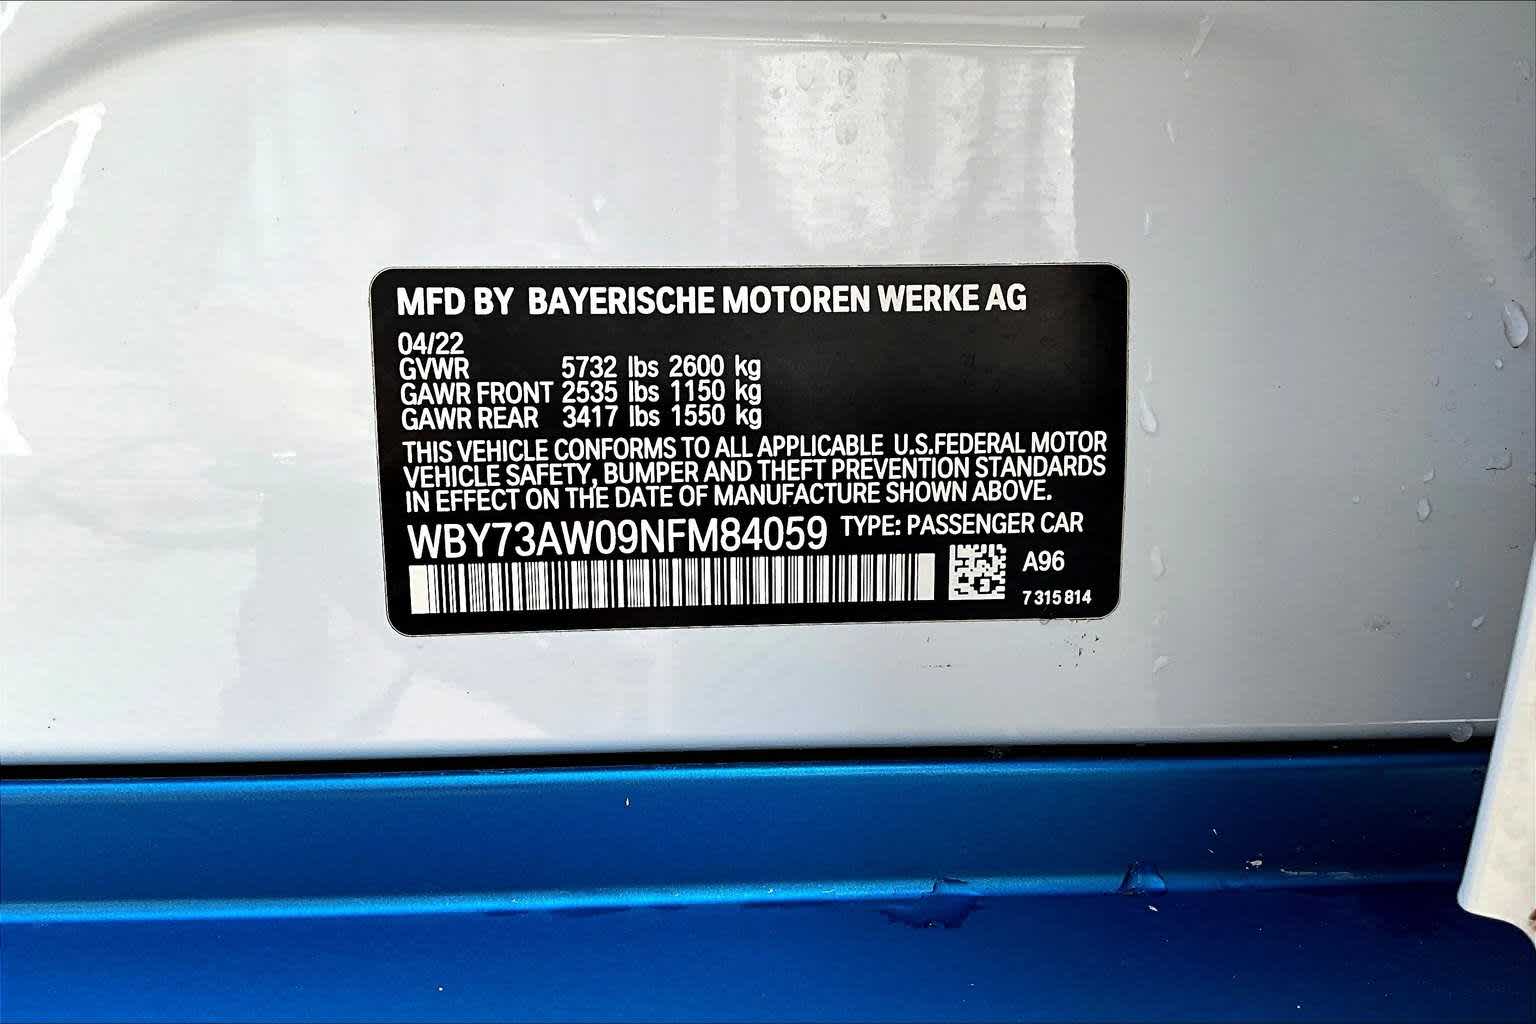 MFD BY BAYERISCHE MOTOREN WERKE AG
04/22
GVWR 5732 lbs 2600 kg
GAWR FRONT 2535 lbs 1150 kg
GAWR REAR 3417 lbs 1550 kg
THIS VEHICLE CONFORMS TO ALL APPLICABLE U.S.FEDERAL MOTOR
VEHICLE SAFETY, BUMPER AND THEFT PREVENTION STANDARDS
IN EFFECT ON THE DATE OF MANUFACTURE SHOWN ABOVE.
WBY73AW09NFM84059 TYPE: PASSENGER CAR
A96
7 315 814